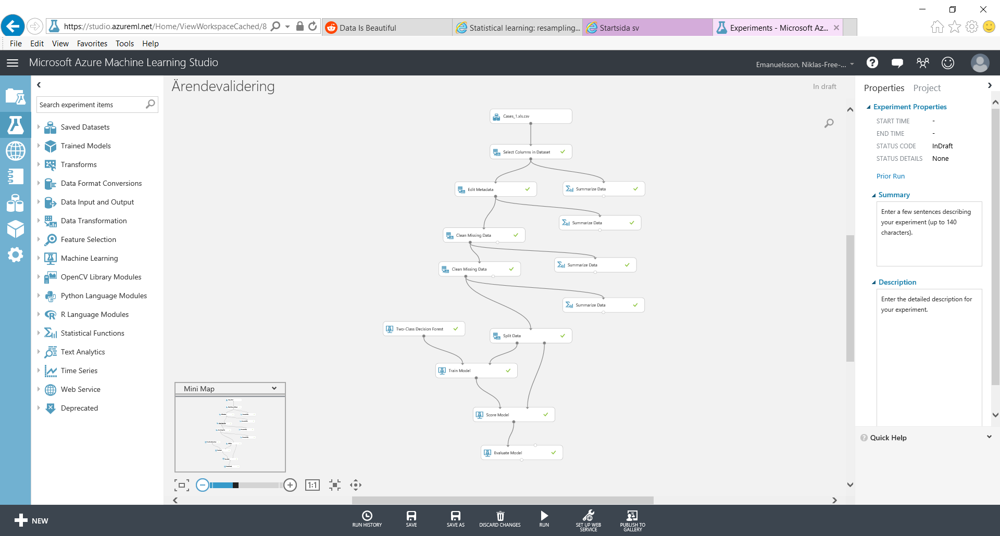 https://studio.azureml.net/Home/ViewWorkspaceCached/8
Data Is Beautiful
Statistical learning: resampling...
Startsida sv
Experiments - Microsoft Az...
File Edit View Favorites Tools Help
Microsoft Azure Machine Learning Studio
Emanuelsson, Niklas-Free-...
Search experiment items
Saved Datasets
Trained Models
Transforms
Data Format Conversions
Data Input and Output
Data Transformation
Feature Selection
Machine Learning
OpenCV Library Modules
Python Language Modules
R Language Modules
Statistical Functions
Text Analytics
Time Series
Web Service
Deprecated
Ärendevalidering
In draft
Cases_1.xls.csv
Select Columns in Dataset
Edit Metadata
Summarize Data
Summarize Data
Clean Missing Data
Summarize Data
Clean Missing Data
Summarize Data
Two-Class Decision Forest
Split Data
Train Model
Score Model
Evaluate Model
Mini Map
1:1
Properties Project
Experiment Properties
START TIME -
END TIME -
STATUS CODE InDraft
STATUS DETAILS None
Prior Run
Summary
Enter a few sentences describing
your experiment (up to 140
characters).
Description
Enter the detailed description for
your experiment.
Quick Help
NEW
RUN HISTORY
SAVE
SAVE AS
DISCARD CHANGES
RUN
SET UP WEB
SERVICE
PUBLISH TO
GALLERY